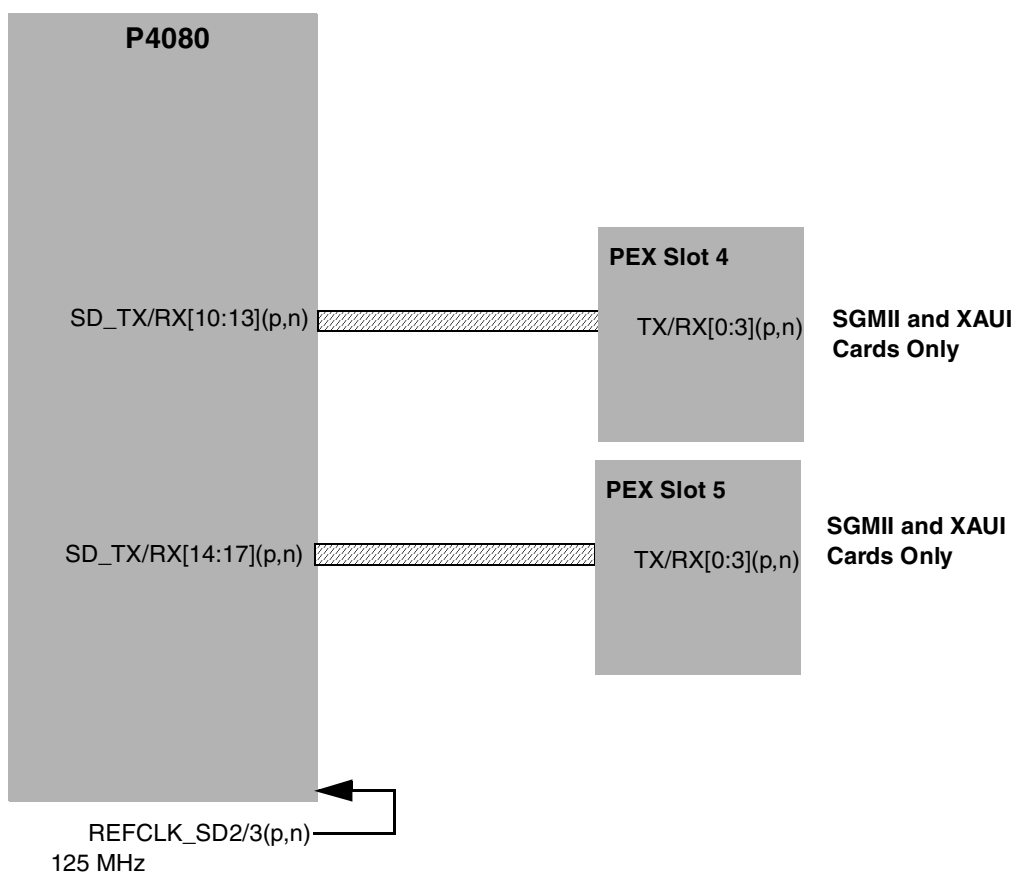 P4080
PEX Slot 4
SD_TX/RX[10:13](p,n)
TX/RX[0:3](p,n)
SGMII and XAUI
Cards Only
PEX Slot 5
SD_TX/RX[14:17](p,n)
TX/RX[0:3](p,n)
SGMII and XAUI
Cards Only
REFCLK_SD2/3(p,n)
125 MHz